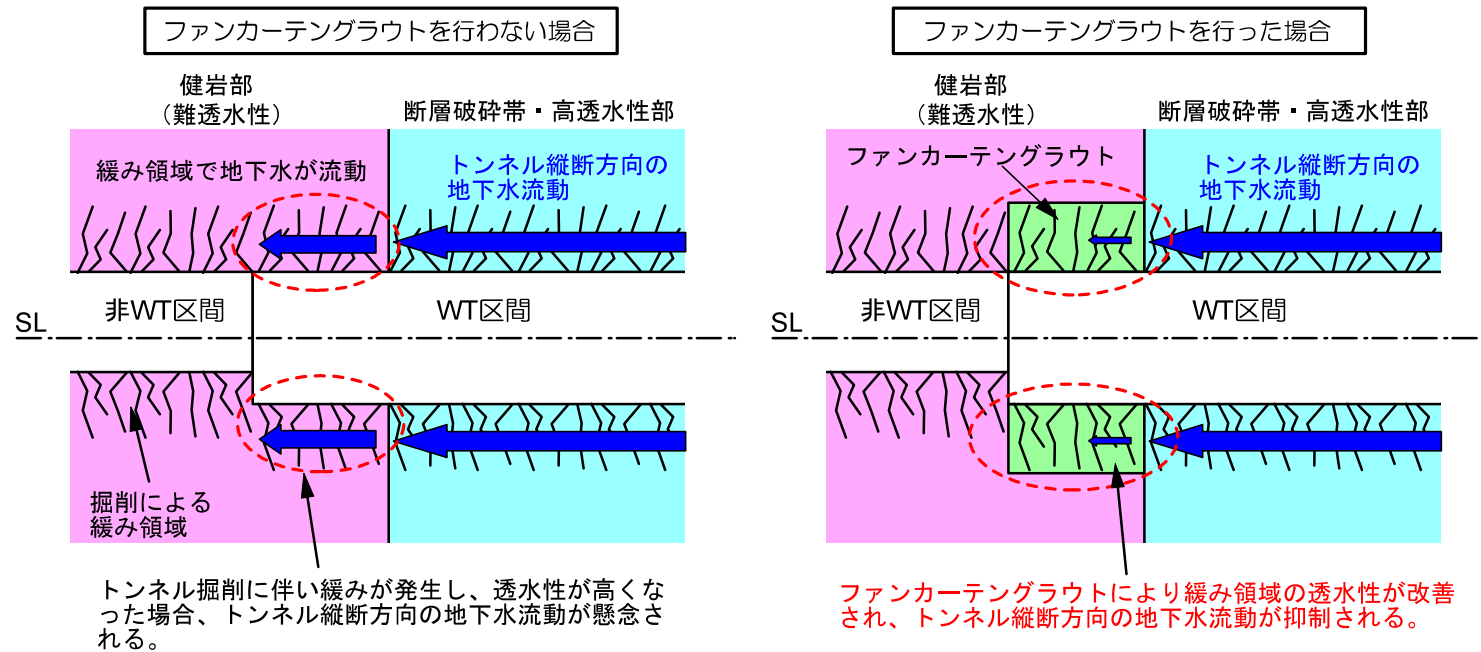 ファンカーテングラウトを行わない場合
健岩部
（難透水性）
断層破砕帯・高透水性部
緩み領域で地下水が流動
トンネル縦断方向の
地下水流動
非WT区間
WT区間
SL
掘削による
緩み領域
トンネル掘削に伴い緩みが発生し、透水性が高くな
った場合、トンネル縦断方向の地下水流動が懸念さ
れる。
ファンカーテングラウトを行った場合
健岩部
（難透水性）
断層破砕帯・高透水性部
ファンカーテングラウト
トンネル縦断方向の
地下水流動
非WT区間
WT区間
SL
ファンカーテングラウトにより緩み領域の透水性が改善
され、トンネル縦断方向の地下水流動が抑制される。